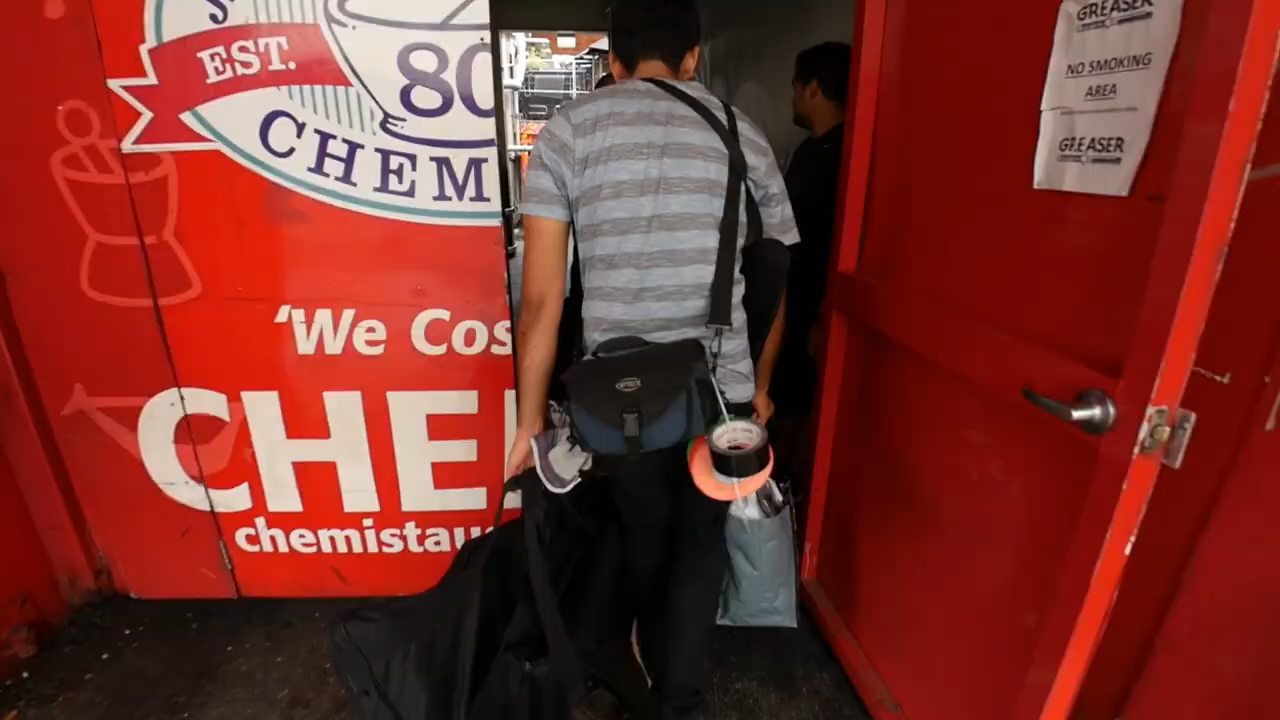 EST.
80
CHEM
'We Cos
CHE
chemistau
GREASER
NO SMOKING
AREA
GREASER